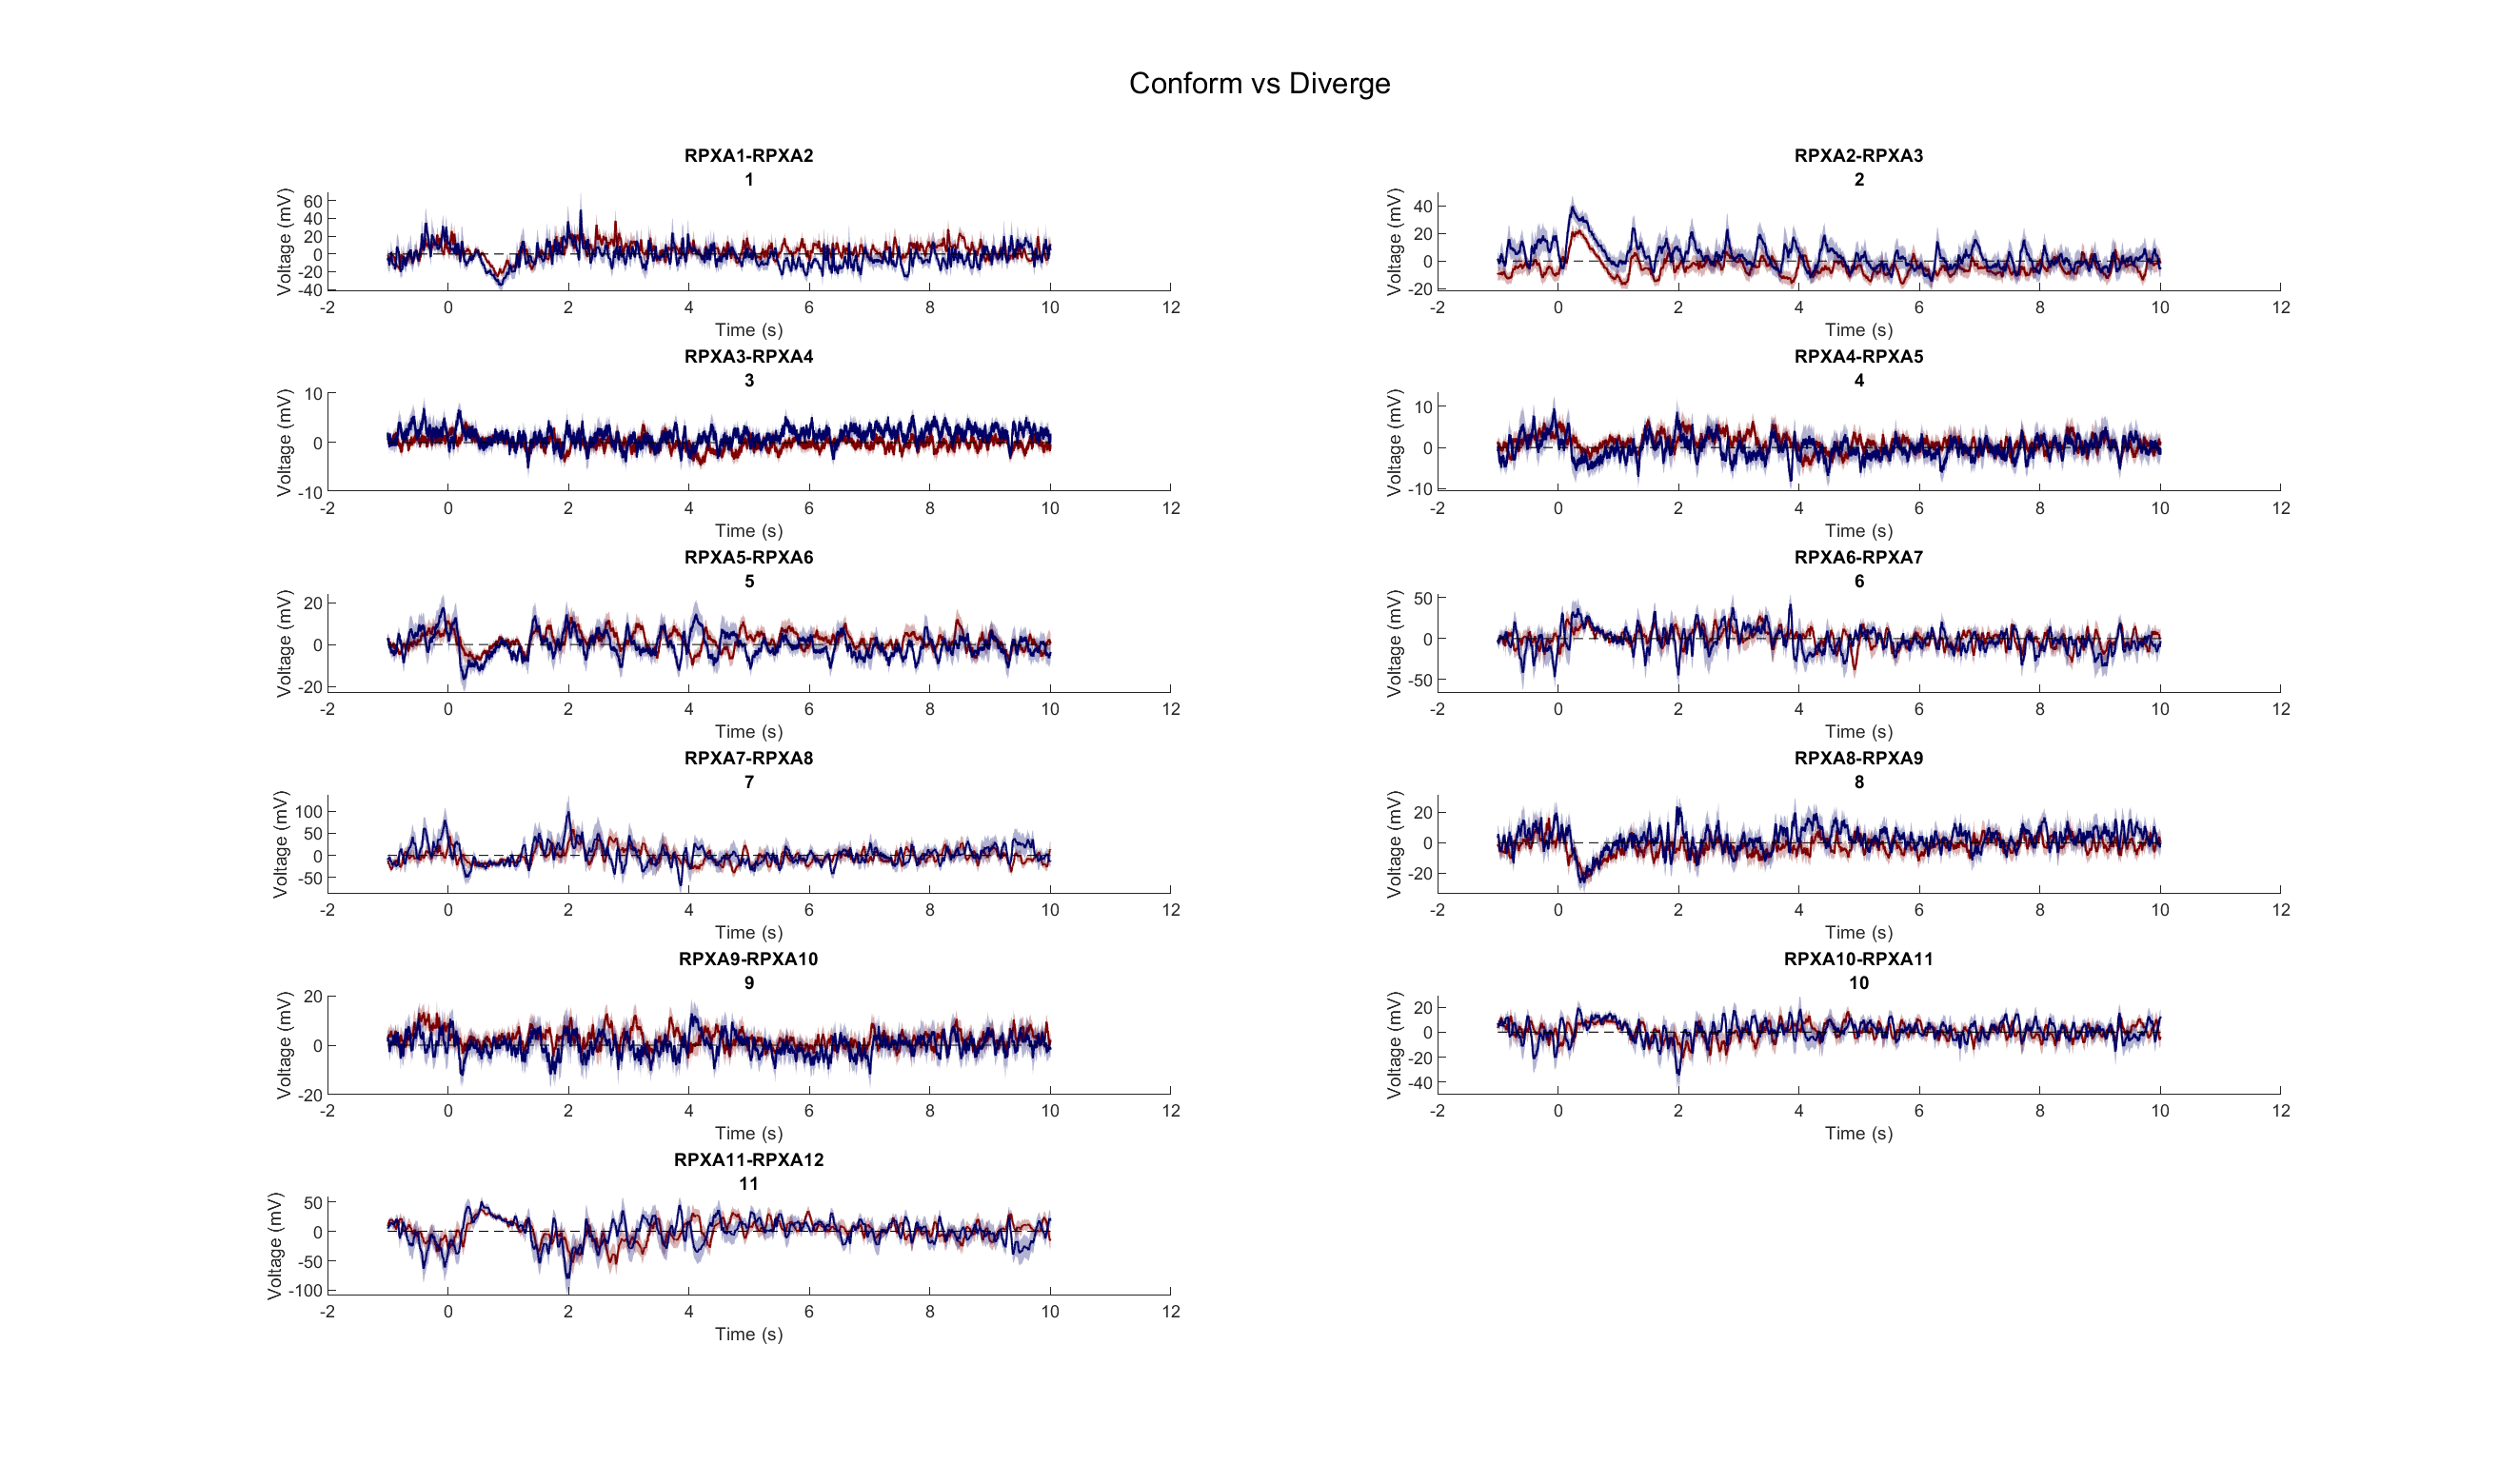 Conform vs Diverge
RPXA1-RPXA2
1
Voltage (mV)
60
40
20
0
-20
-40
-2 0 2 4 6 8 10 12
Time (s)
RPXA2-RPXA3
2
Voltage (mV)
40
20
0
-20
-2 0 2 4 6 8 10 12
Time (s)
RPXA3-RPXA4
3
Voltage (mV)
10
0
-10
-2 0 2 4 6 8 10 12
Time (s)
RPXA4-RPXA5
4
Voltage (mV)
10
0
-10
-2 0 2 4 6 8 10 12
Time (s)
RPXA5-RPXA6
5
Voltage (mV)
20
0
-20
-2 0 2 4 6 8 10 12
Time (s)
RPXA6-RPXA7
6
Voltage (mV)
50
0
-50
-2 0 2 4 6 8 10 12
Time (s)
RPXA7-RPXA8
7
Voltage (mV)
100
50
0
-50
-2 0 2 4 6 8 10 12
Time (s)
RPXA8-RPXA9
8
Voltage (mV)
20
0
-20
-2 0 2 4 6 8 10 12
Time (s)
RPXA9-RPXA10
9
Voltage (mV)
20
0
-20
-2 0 2 4 6 8 10 12
Time (s)
RPXA10-RPXA11
10
Voltage (mV)
20
0
-20
-40
-2 0 2 4 6 8 10 12
Time (s)
RPXA11-RPXA12
11
Voltage (mV)
50
0
-50
-100
-2 0 2 4 6 8 10 12
Time (s)